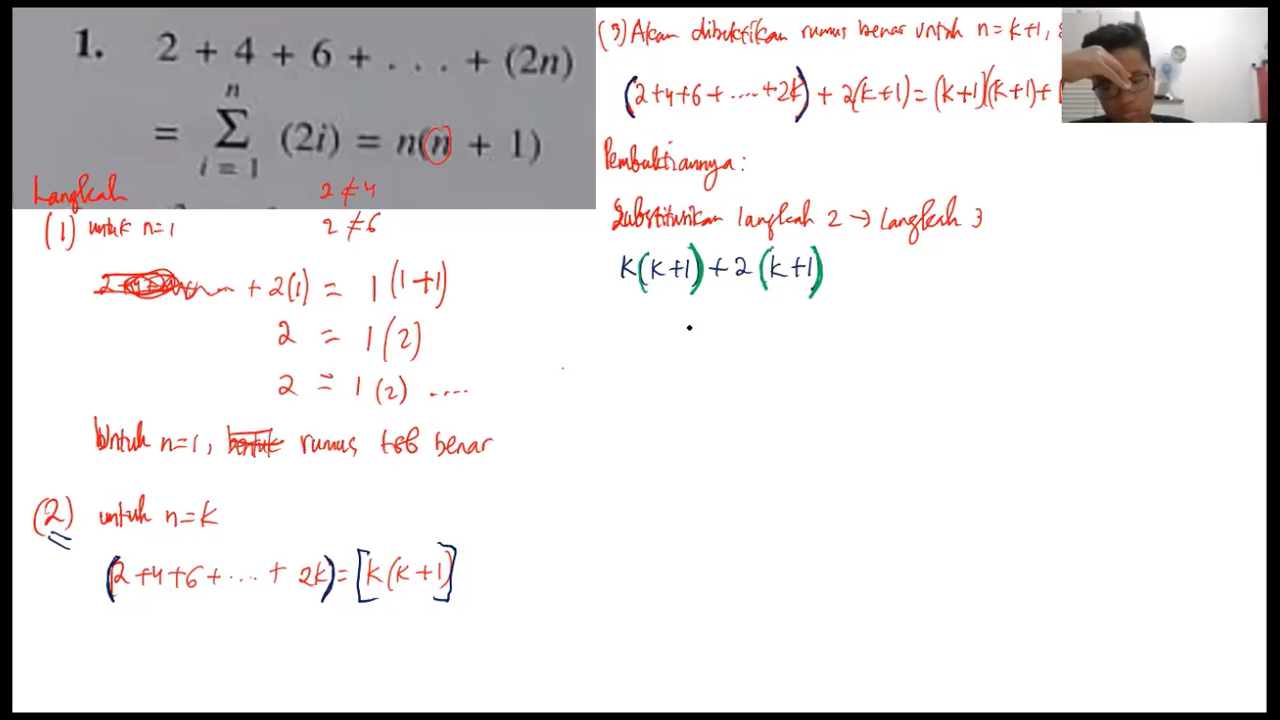 1. 2 + 4 + 6 + . . . + (2n)
n
= Σ (2i) = n(n + 1)
i = 1
Langkah
2 ≠ 4
(1) untuk n=1
2 ≠ 6
+ 2(1) = 1 (1+1)
2 = 1 (2)
2 = 1 (2) .....
Untuk n=1, rumus tsb benar
(2) untuk n=k
(2+4+6+....+ 2k) = [k(k+1)]
(3) Akan dibuktikan rumus benar untuk n=k+1,
(2+4+6+....+2k) + 2(k+1) = (k+1)(k+1)+
Pembuktiannya:
Substitusikan langkah 2 → langkah 3
k(k+1) + 2(k+1)